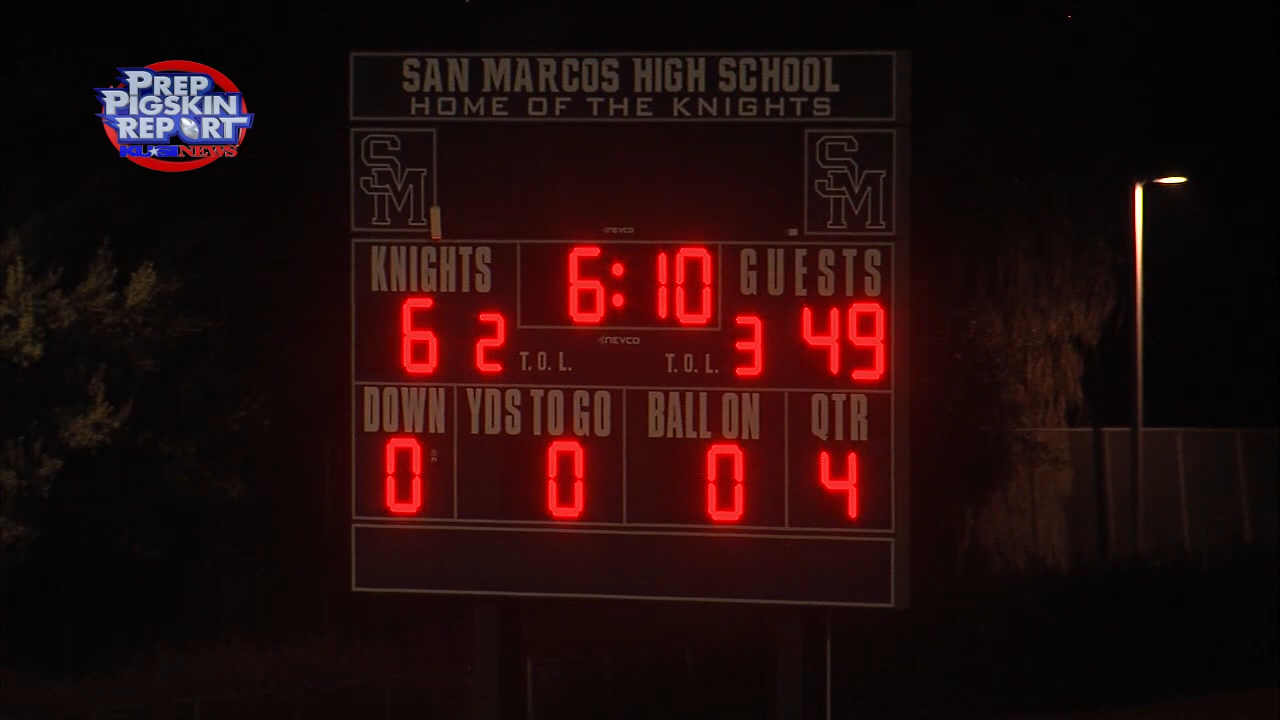 PREP
PIGSKIN
REPORT
KUSI NEWS
SAN MARCOS HIGH SCHOOL
HOME OF THE KNIGHTS
SM
SM
NEVCO
KNIGHTS 6:10 GUESTS
6 2 T.O.L. NEVCO T.O.L. 3 49
DOWN YDS TO GO BALL ON QTR
0 0 0 4